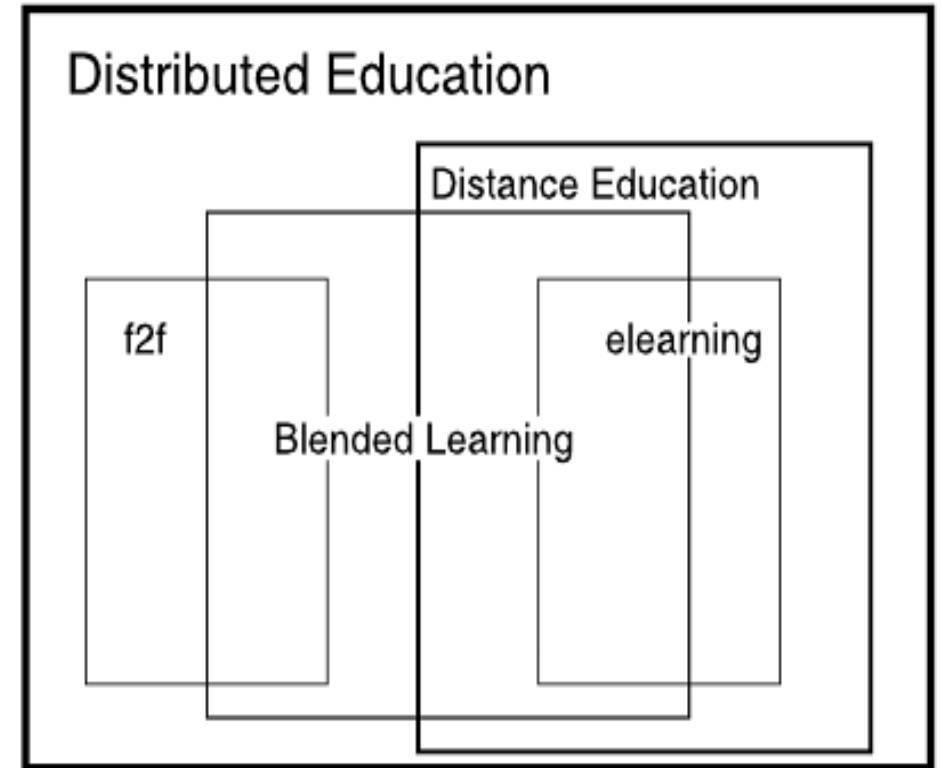 Distributed Education
Distance Education
f2f
elearning
Blended Learning